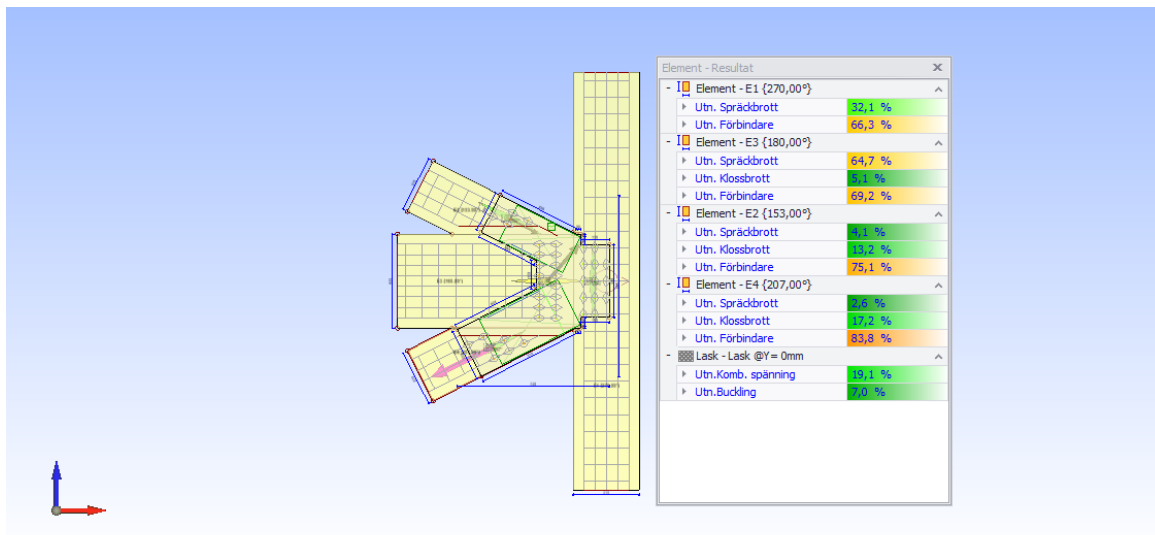 Element - Resultat
Element - E1 {270,00°}
Utn. Spräckbrott 32,1 %
Utn. Förbindare 66,3 %
Element - E3 {180,00°}
Utn. Spräckbrott 64,7 %
Utn. Klossbrott 5,1 %
Utn. Förbindare 69,2 %
Element - E2 {153,00°}
Utn. Spräckbrott 4,1 %
Utn. Klossbrott 13,2 %
Utn. Förbindare 75,1 %
Element - E4 {207,00°}
Utn. Spräckbrott 2,6 %
Utn. Klossbrott 17,2 %
Utn. Förbindare 83,8 %
Lask - Lask @Y= 0mm
Utn.Komb. spänning 19,1 %
Utn.Buckling 7,0 %